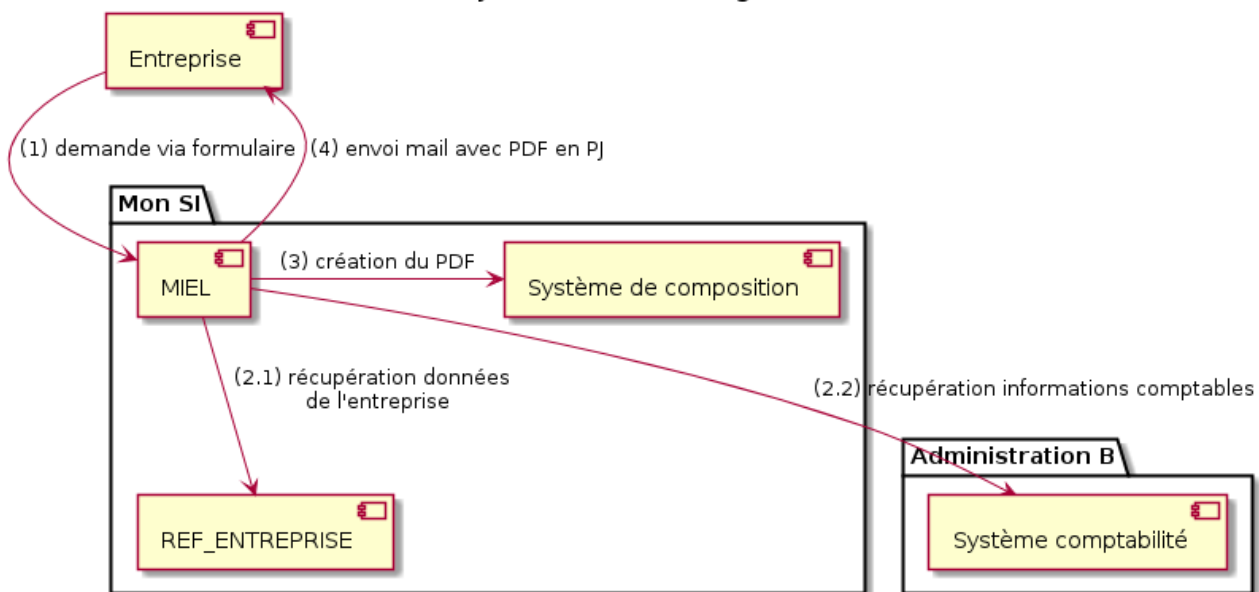 Entreprise
(1) demande via formulaire
(4) envoi mail avec PDF en PJ
Mon SI
MIEL
(3) création du PDF
Système de composition
(2.1) récupération données
de l'entreprise
(2.2) récupération informations comptables
Administration B
REF_ENTREPRISE
Système comptabilité